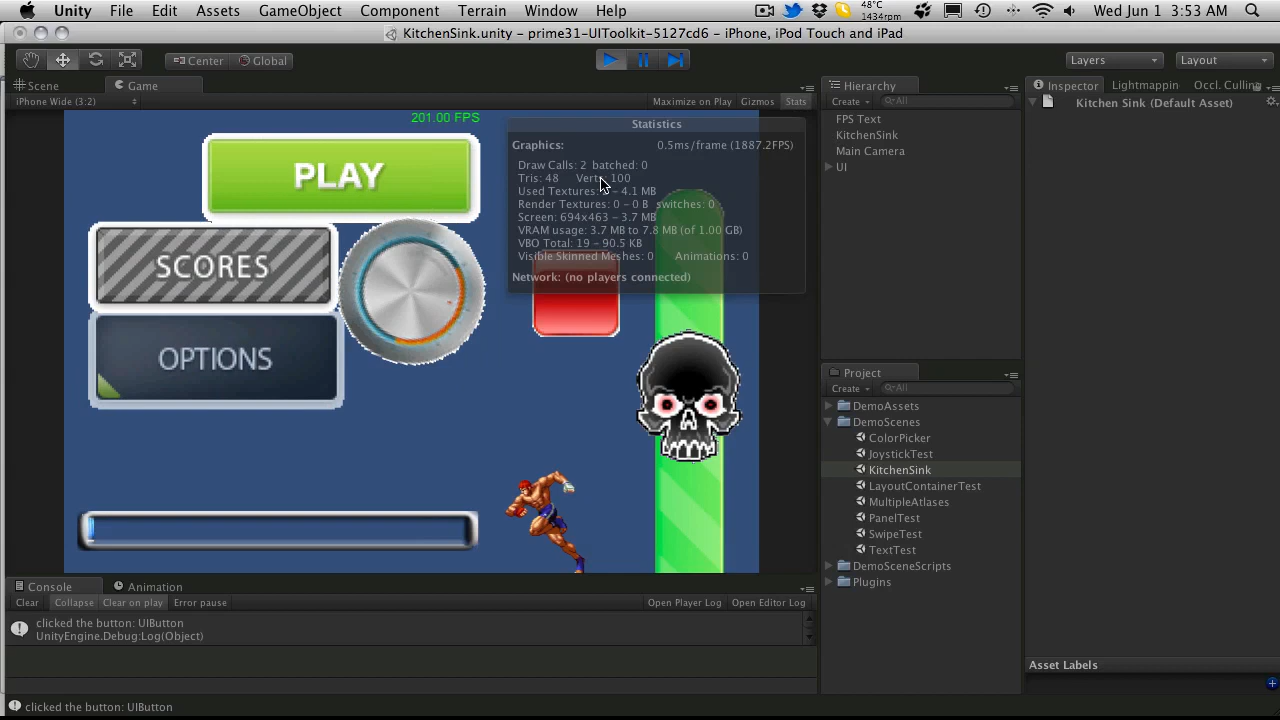 Unity File Edit Assets GameObject Component Terrain Window Help 48°C 1434rpm Wed Jun 1 3:53 AM
KitchenSink.unity – prime31-UIToolkit-5127cd6 – iPhone, iPod Touch and iPad
Center Global Layers Layout
Scene Game
iPhone Wide (3:2) Maximize on Play Gizmos Stats
201.00 FPS
Statistics
Graphics: 0.5ms/frame (1887.2FPS)
Draw Calls: 2 batched: 0
Tris: 48 100
Used Textures: – 4.1 MB
Render Textures: 0 – 0 B switches: 0
Screen: 694x463 – 3.7 MB
VRAM usage: 3.7 MB to 7.8 MB (of 1.00 GB)
VBO Total: 19 – 90.5 KB
Visible Skinned Meshes: 0 Animations: 0
Network: (no players connected)
PLAY
SCORES
OPTIONS
Hierarchy
Create All
FPS Text
KitchenSink
Main Camera
UI
Project
Create All
DemoAssets
DemoScenes
ColorPicker
JoystickTest
KitchenSink
LayoutContainerTest
MultipleAtlases
PanelTest
SwipeTest
TextTest
DemoSceneScripts
Plugins
Inspector Lightmappin Occl. Culling
Kitchen Sink (Default Asset)
Asset Labels
Console Animation
Clear Collapse Clear on play Error pause Open Player Log Open Editor Log
clicked the button: UIButton
UnityEngine.Debug:Log(Object)
clicked the button: UIButton